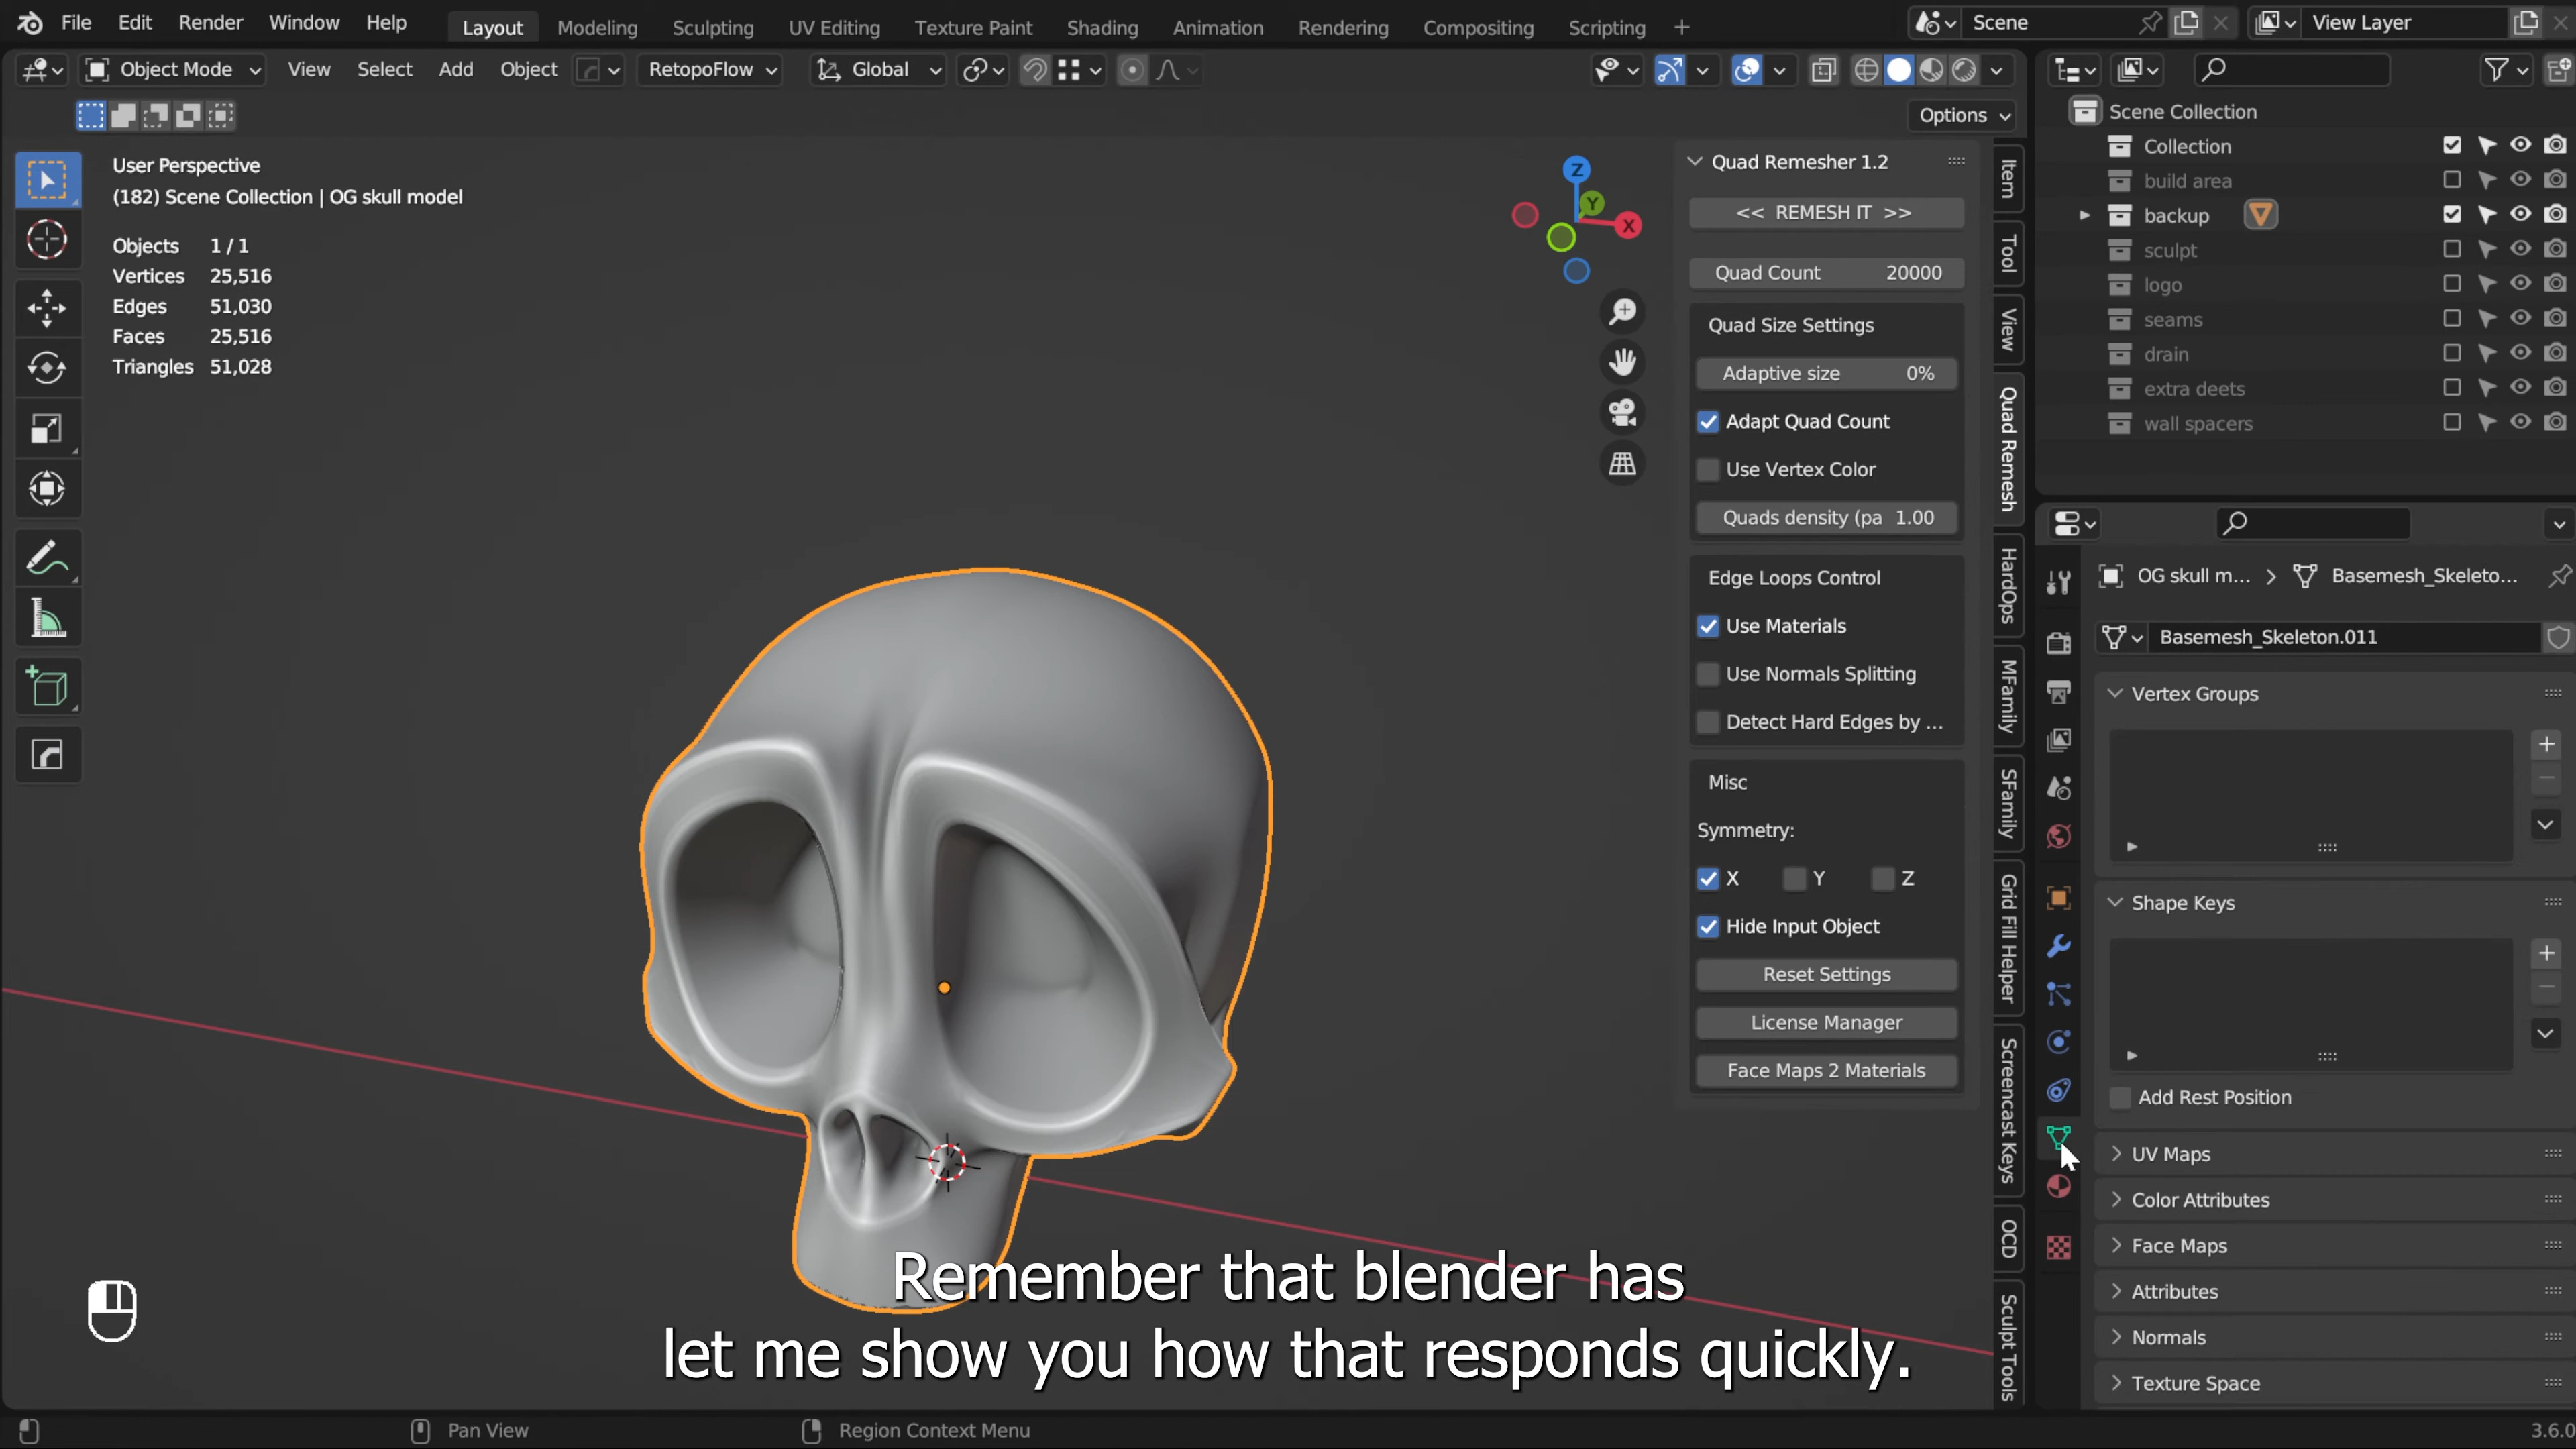 File Edit Render Window Help Layout Modeling Sculpting UV Editing Texture Paint Shading Animation Rendering Compositing Scripting + Scene View Layer
Object Mode View Select Add Object RetopoFlow Global
Options
User Perspective
(182) Scene Collection | OG skull model
Objects 1 / 1
Vertices 25,516
Edges 51,030
Faces 25,516
Triangles 51,028
Z
Y
X
Quad Remesher 1.2
<< REMESH IT >>
Quad Count 20000
Quad Size Settings
Adaptive size 0%
Adapt Quad Count
Use Vertex Color
Quads density (pa 1.00
Edge Loops Control
Use Materials
Use Normals Splitting
Detect Hard Edges by ...
Misc
Symmetry:
X Y Z
Hide Input Object
Reset Settings
License Manager
Face Maps 2 Materials
Item
Tool
View
Quad Remesh
HardOps
MFamily
SFamily
Grid Fill Helper
Screencast Keys
OCD
Sculpt Tools
Scene Collection
Collection
build area
backup
sculpt
logo
seams
drain
extra deets
wall spacers
OG skull m... > Basemesh_Skeleto...
Basemesh_Skeleton.011
Vertex Groups
Shape Keys
Add Rest Position
UV Maps
Color Attributes
Face Maps
Attributes
Normals
Texture Space
Remember that blender has
let me show you how that responds quickly.
Pan View Region Context Menu 3.6.0